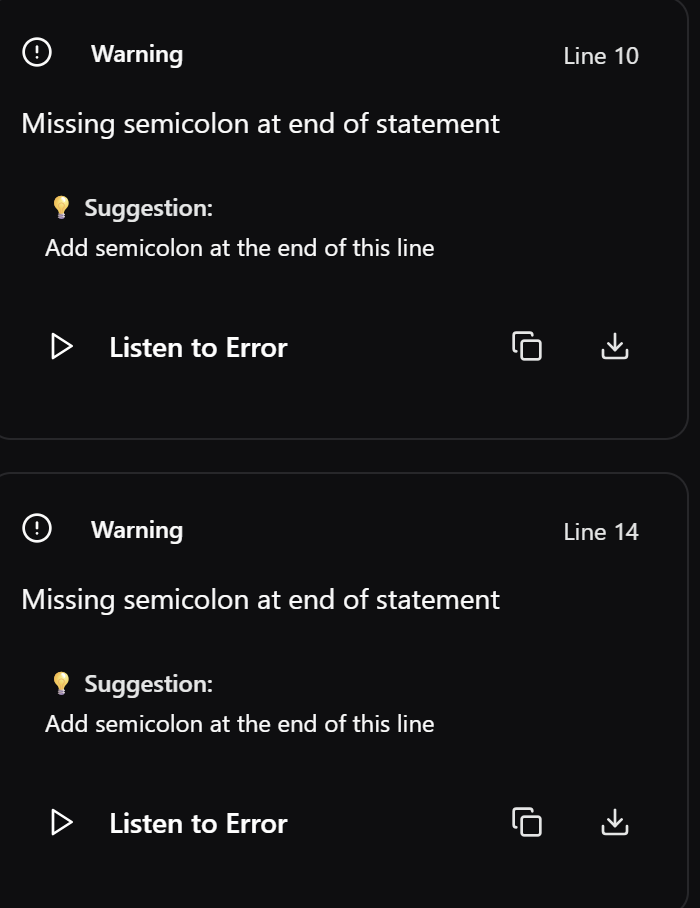 Warning
Line 10
Missing semicolon at end of statement
💡 Suggestion:
Add semicolon at the end of this line
Listen to Error
Warning
Line 14
Missing semicolon at end of statement
💡 Suggestion:
Add semicolon at the end of this line
Listen to Error